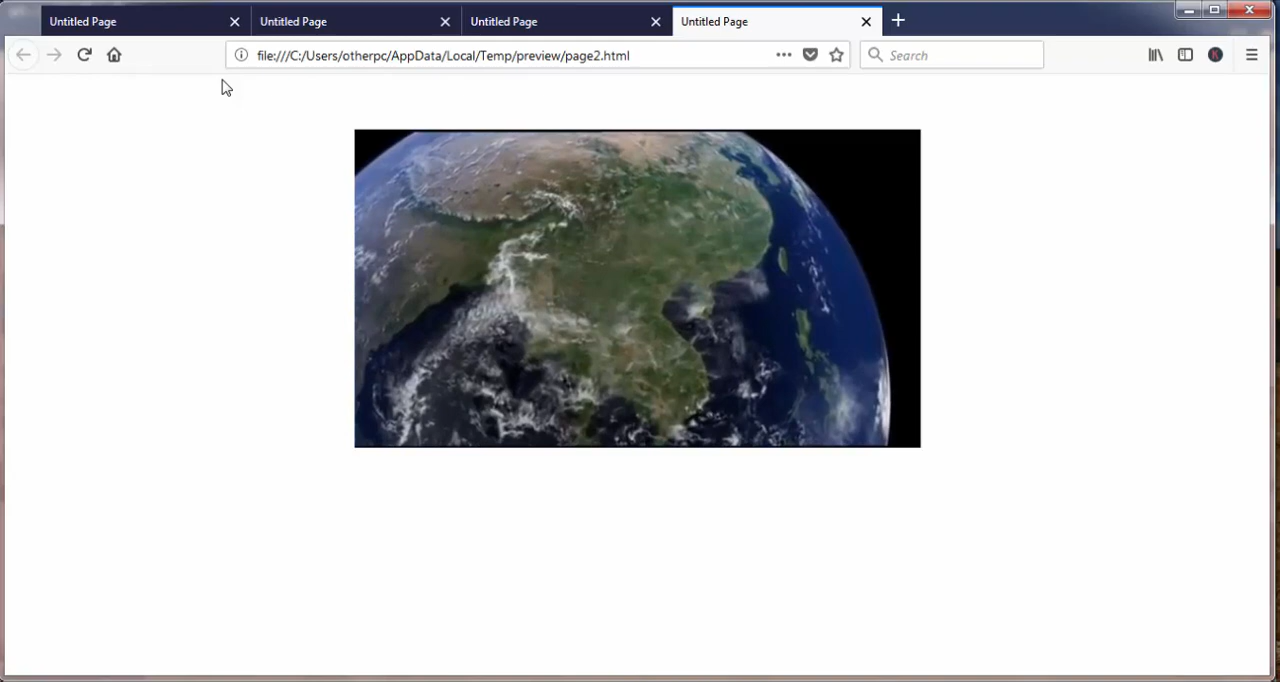 Untitled Page
Untitled Page
Untitled Page
Untitled Page
file:///C:/Users/otherpc/AppData/Local/Temp/preview/page2.html
Search
K